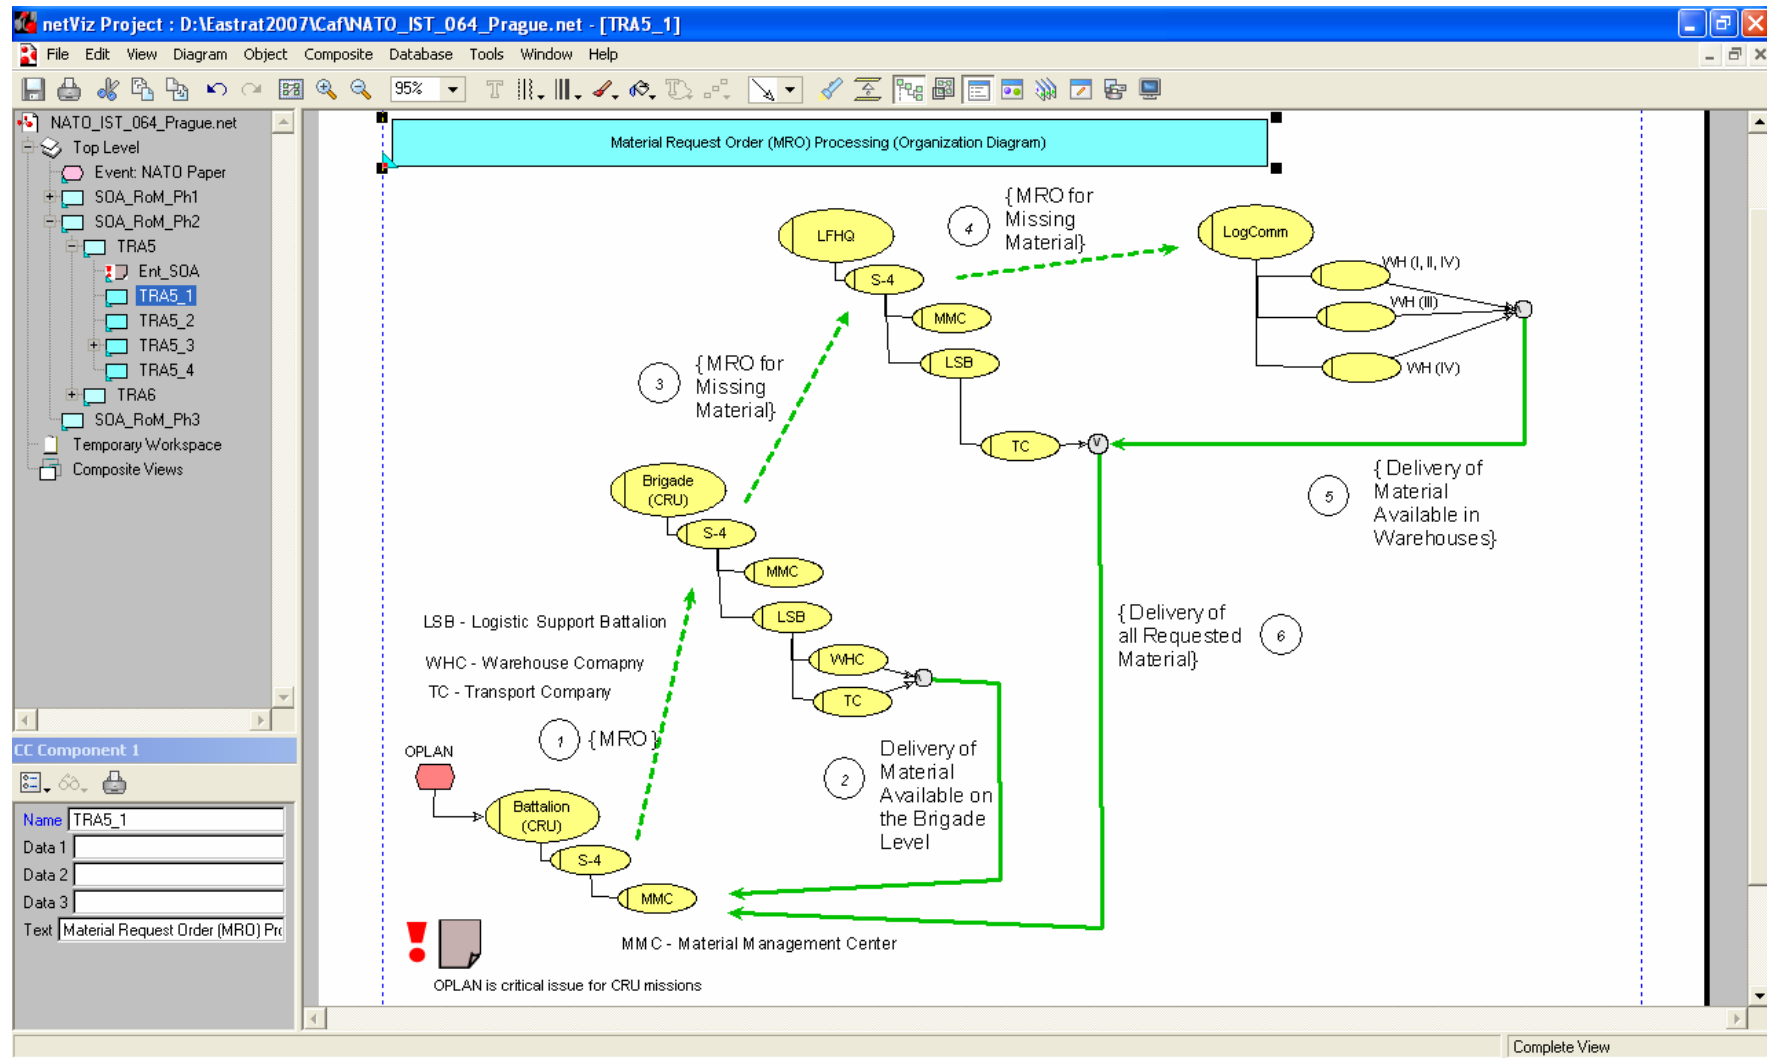 netViz Project : D:\Eastrat2007\Caf\NATO_IST_064_Prague.net - [TRA5_1]
File Edit View Diagram Object Composite Database Tools Window Help
95%
NATO_IST_064_Prague.net
Top Level
Event: NATO Paper
SOA_RoM_Ph1
SOA_RoM_Ph2
TRA5
Ent_SOA
TRA5_1
TRA5_2
TRA5_3
TRA5_4
TRA6
SOA_RoM_Ph3
Temporary Workspace
Composite Views
CC Component 1
Name TRA5_1
Data 1
Data 2
Data 3
Text Material Request Order (MRO) Pro
Material Request Order (MRO) Processing (Organization Diagram)
LFHQ
S-4
MMC
LSB
TC
V
4
{MRO for
Missing
Material}
LogComm
WH (I, II, IV)
WH (III)
WH (IV)
3
{MRO for
Missing
Material}
5
{Delivery of
Material
Available in
Warehouses}
Brigade
(CRU)
S-4
MMC
LSB
WHC
TC
LSB - Logistic Support Battalion
WHC - Warehouse Comapny
TC - Transport Company
{Delivery of
all Requested
Material}
6
1
{MRO}
2
Delivery of
Material
Available on
the Brigade
Level
OPLAN
Battalion
(CRU)
S-4
MMC
MMC - Material Management Center
OPLAN is critical issue for CRU missions
Complete View